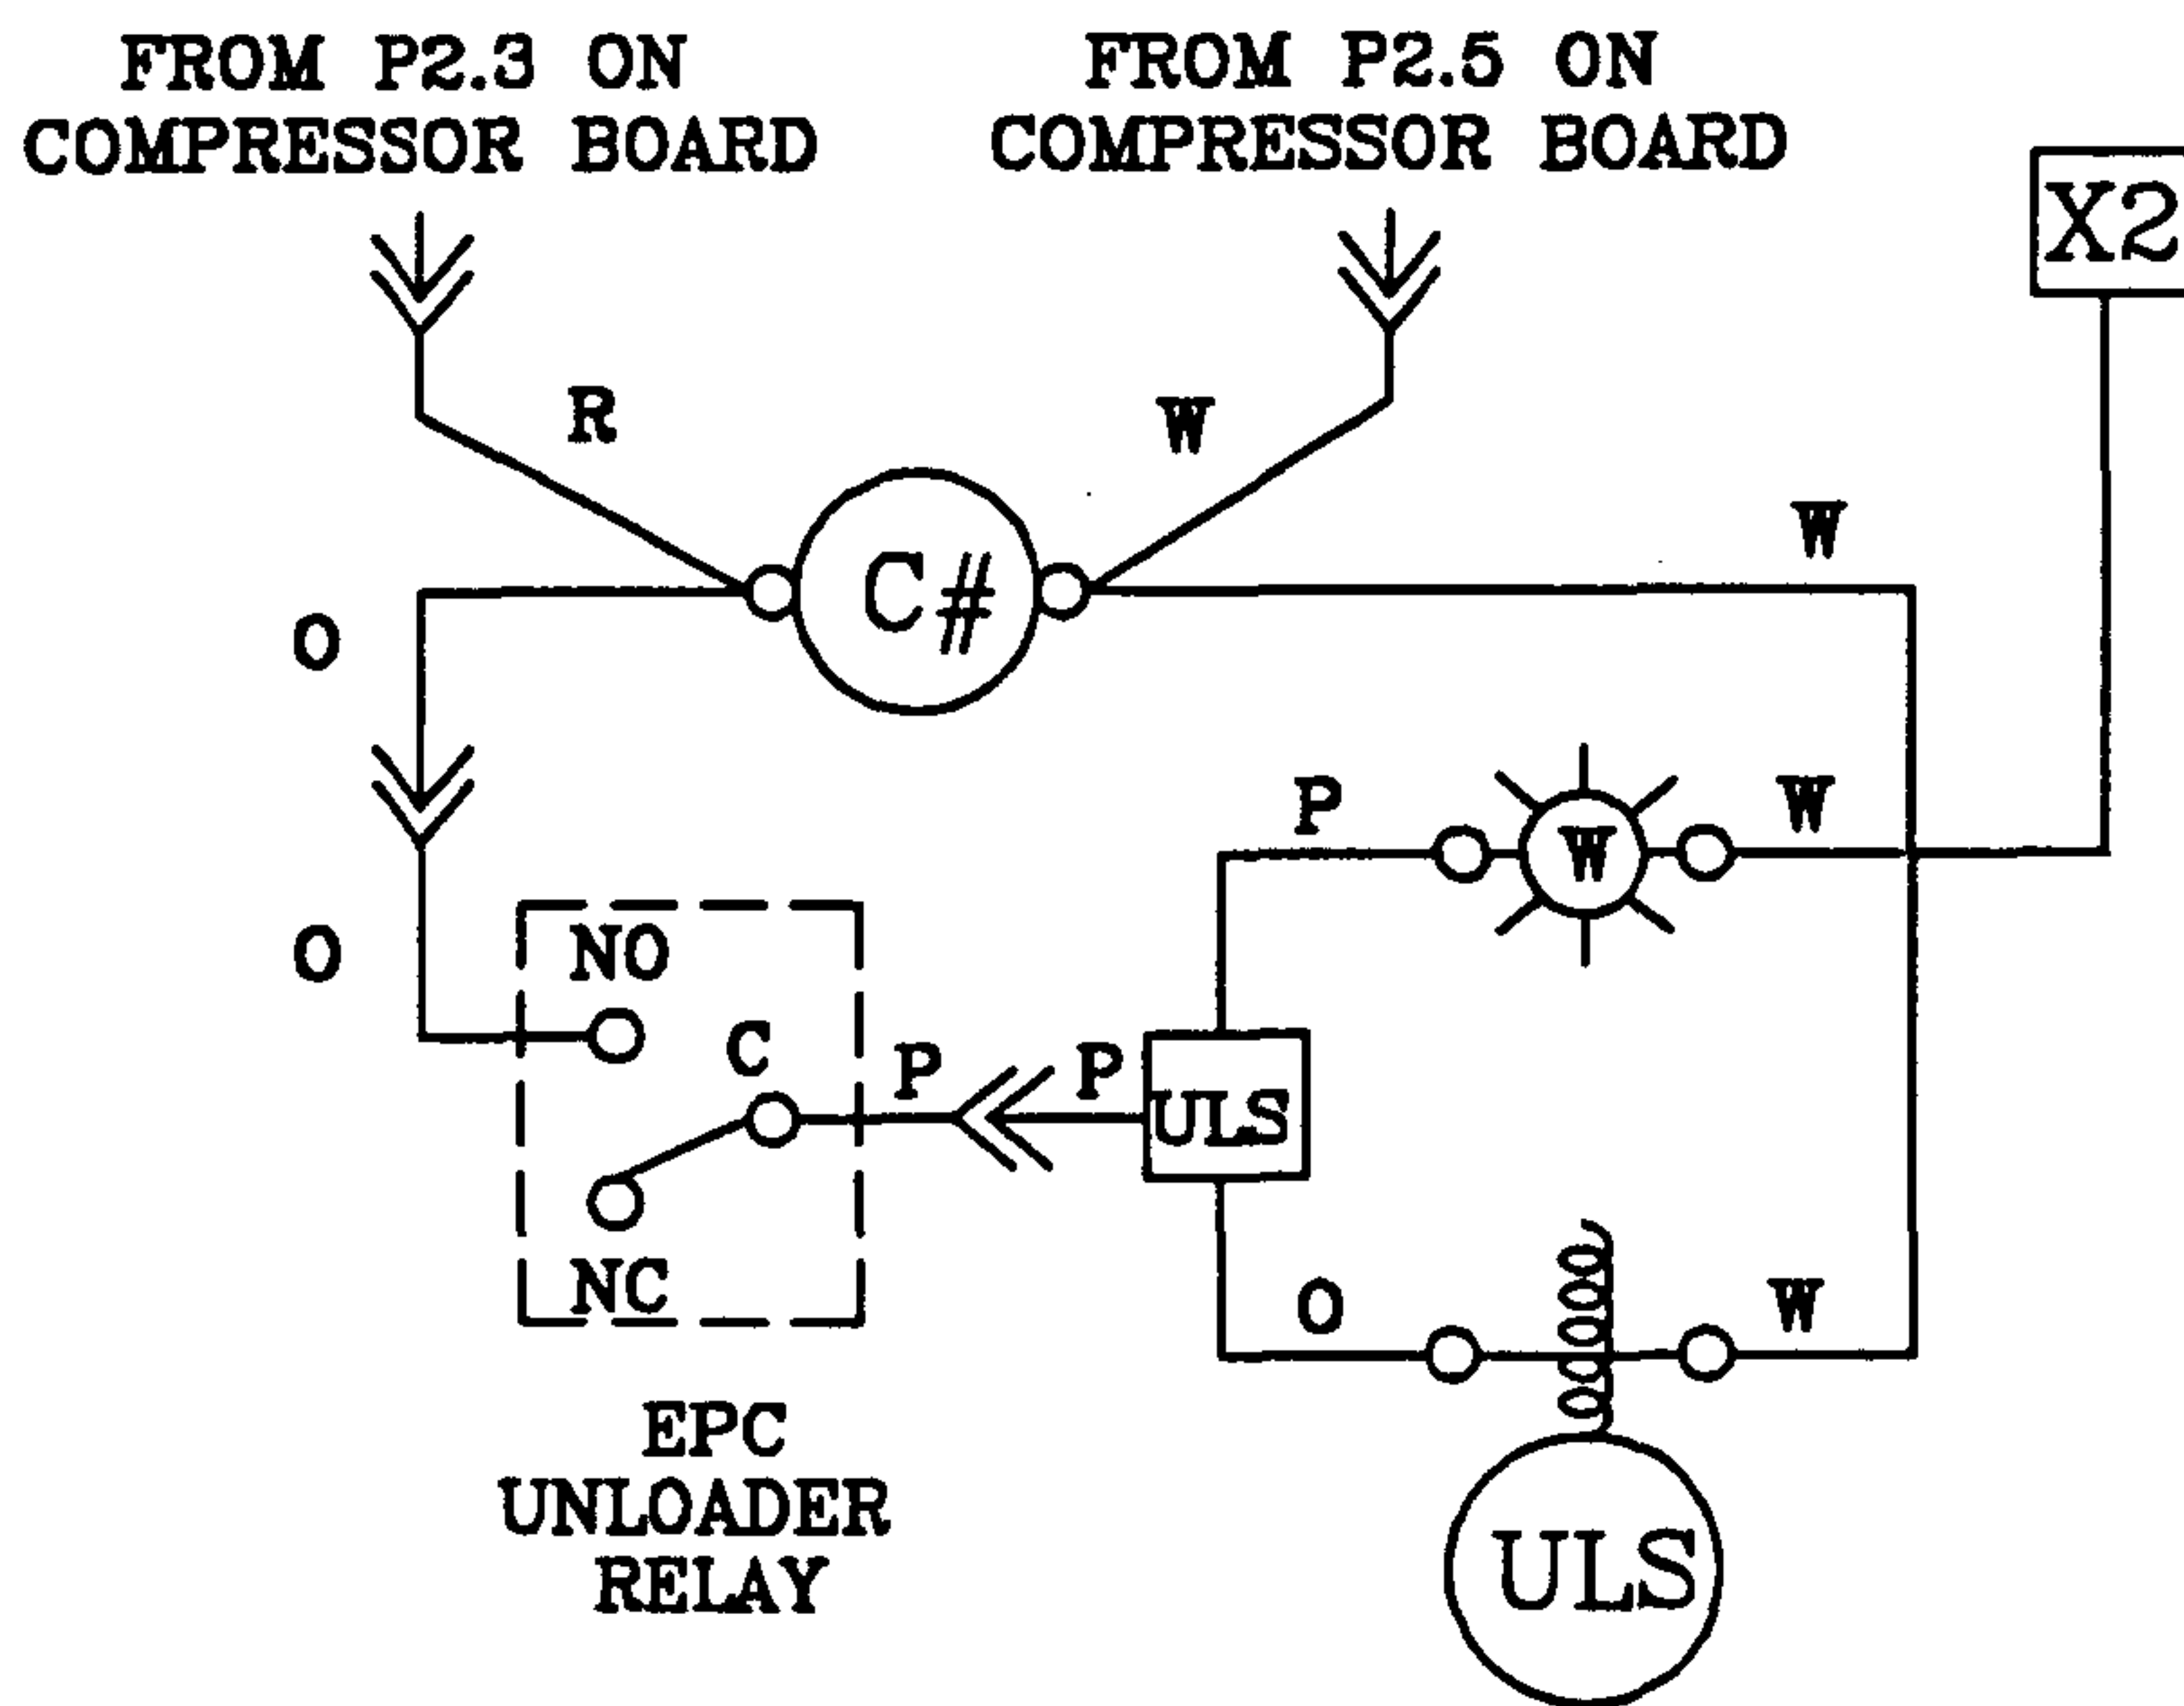 FROM P2.3 ON
COMPRESSOR BOARD
FROM P2.5 ON
COMPRESSOR BOARD
X2
R
W
W
C#
O
P
W
W
O
NO
C
P
P
ULS
NC
O
W
EPC
UNLOADER
RELAY
ULS